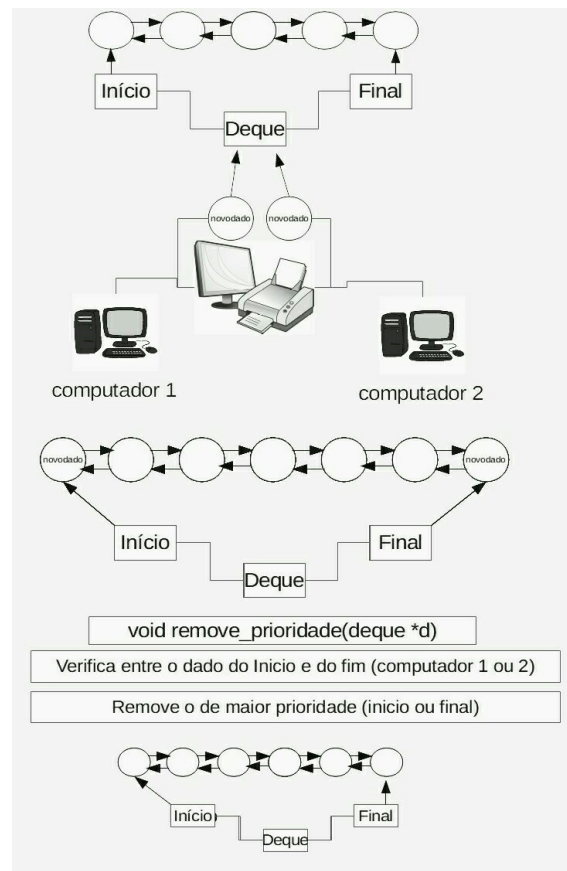 Início
Final
Deque
novodado
novodado
computador 1
computador 2
novodado
novodado
Início
Final
Deque
void remove_prioridade(deque *d)
Verifica entre o dado do Inicio e do fim (computador 1 ou 2)
Remove o de maior prioridade (inicio ou final)
Início
Final
Deque